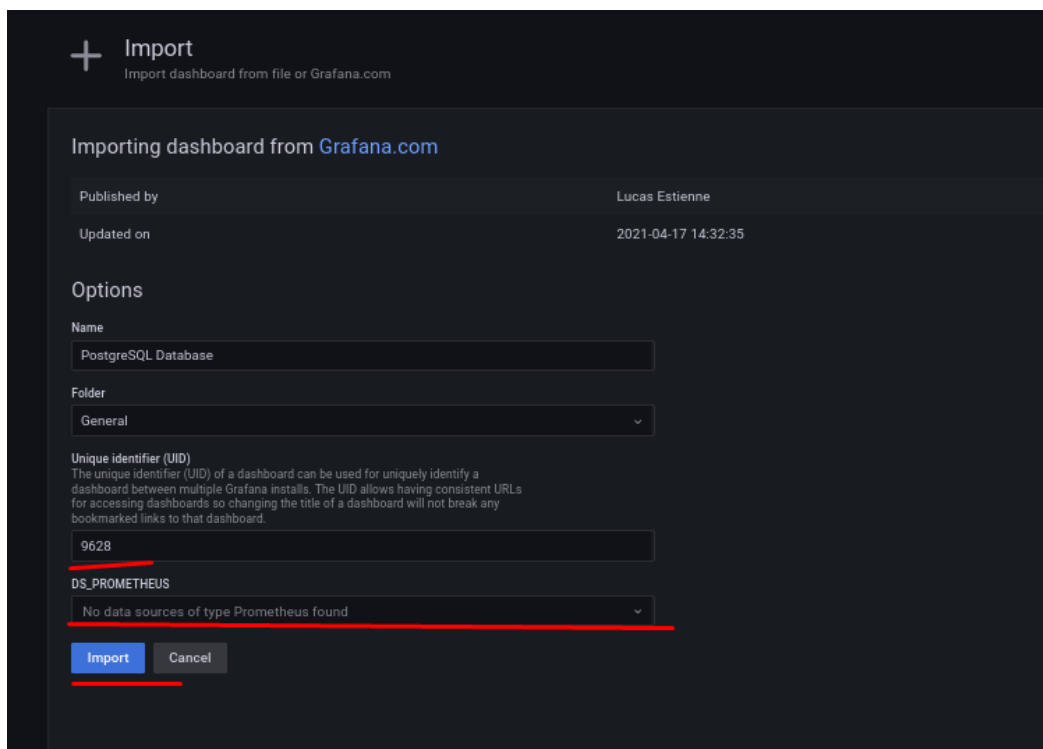 Import
Import dashboard from file or Grafana.com
Importing dashboard from Grafana.com
Published by Lucas Estienne
Updated on 2021-04-17 14:32:35
Options
Name
PostgreSQL Database
Folder
General
Unique identifier (UID)
The unique identifier (UID) of a dashboard can be used for uniquely identify a
dashboard between multiple Grafana installs. The UID allows having consistent URLs
for accessing dashboards so changing the title of a dashboard will not break any
bookmarked links to that dashboard.
9628
DS_PROMETHEUS
No data sources of type Prometheus found
Import Cancel